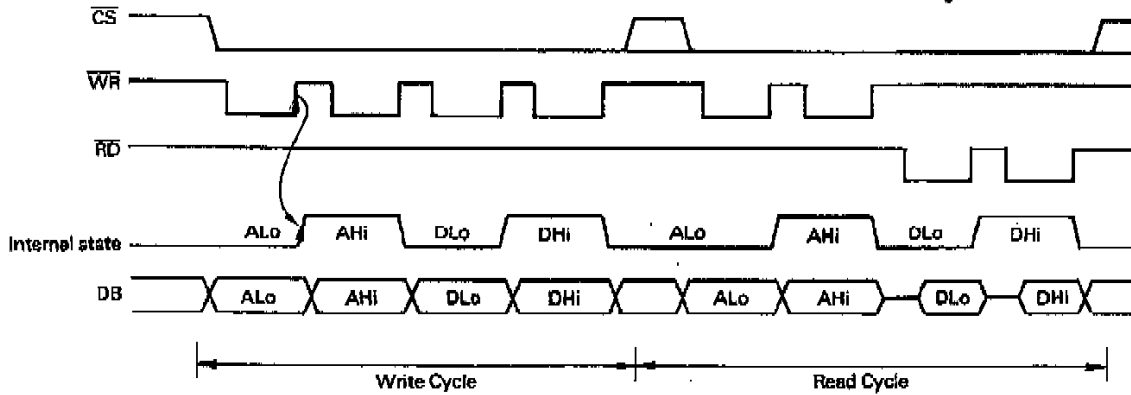 CS
WR
RD
Internal state ALo AHi DLo DHi ALo AHi DLo DHi
DB ALo AHi DLo DHi ALo AHi DLo DHi
Write Cycle Read Cycle